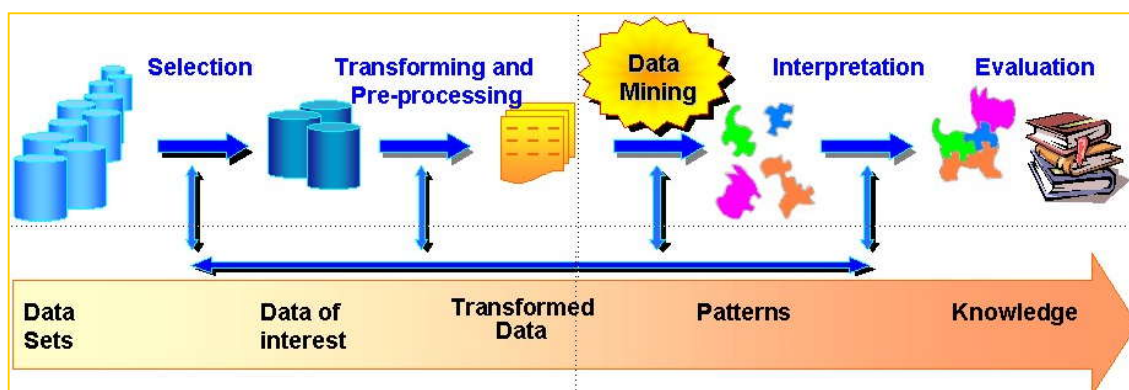 Selection
Transforming and
Pre-processing
Data
Mining
Interpretation
Evaluation
Data
Sets
Data of
interest
Transformed
Data
Patterns
Knowledge